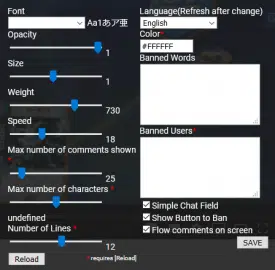 Font
Aa1あア亜
Opacity
1
Size
1
Weight
730
Speed
18
Max number of comments shown
*
25
Max number of characters *
undefined
Number of Lines *
12
Reload
* requires [Reload]
Language(Refresh after change)
English
Color*
#FFFFFF
Banned Words
Banned Users*
Simple Chat Field
Show Button to Ban
Flow comments on screen
SAVE